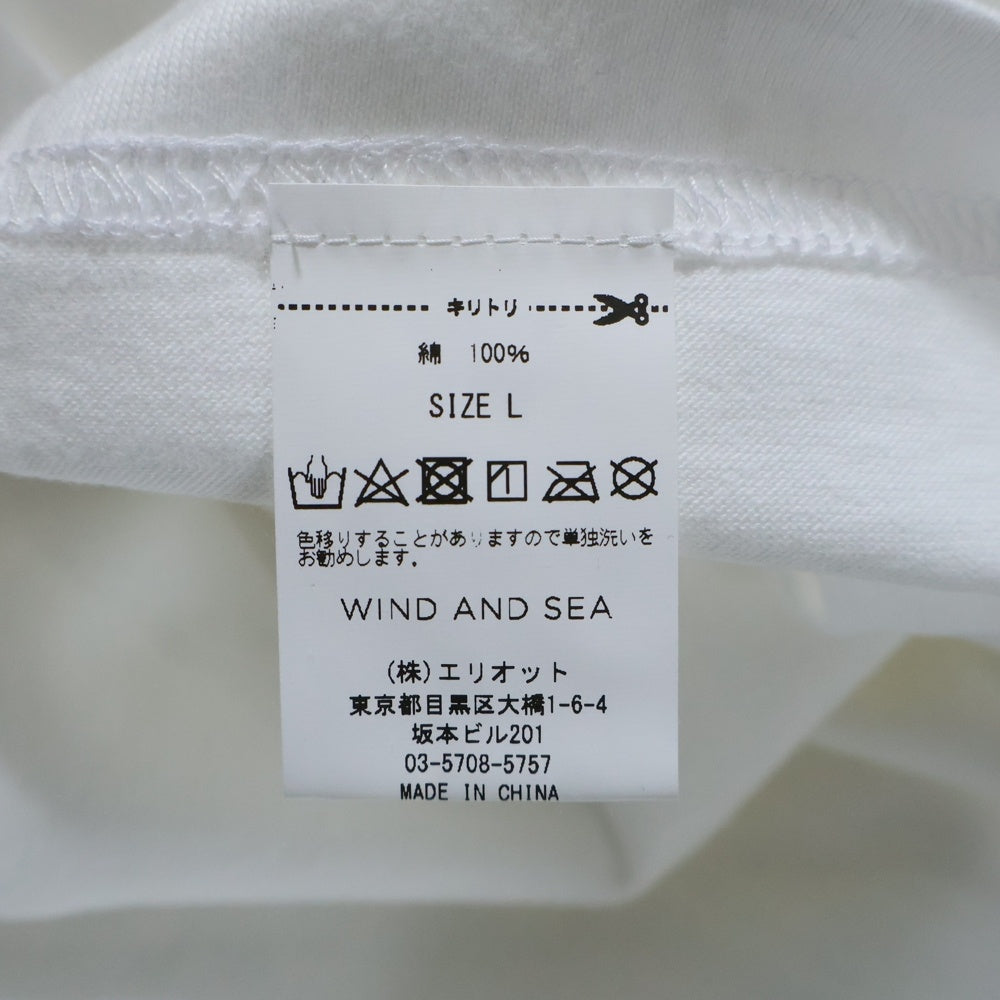 キリトリ
綿 100%
SIZE L
色移りすることがありますので単独洗いを
お勧めします。
WIND AND SEA
(株)エリオット
東京都目黒区大橋1-6-4
坂本ビル201
03-5708-5757
MADE IN CHINA